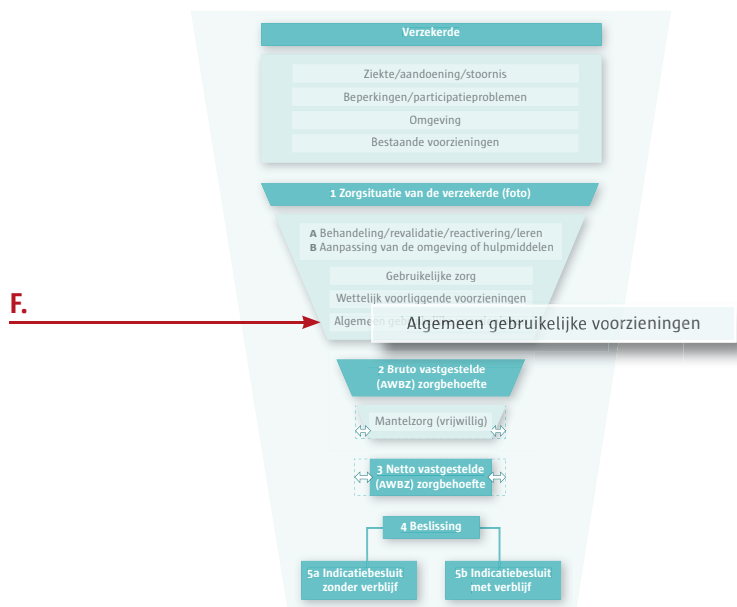 Verzekerde
Ziekte/aandoening/stoornis
Beperkingen/participatieproblemen
Omgeving
Bestaande voorzieningen
1 Zorgsituatie van de verzekerde (foto)
A Behandeling/revalidatie/reactivering/leren
B Aanpassing van de omgeving of hulpmiddelen
Gebruikelijke zorg
Wettelijk voorliggende voorzieningen
F.
Algemeen
Algemeen gebruikelijke voorzieningen
2 Bruto vastgestelde
(AWBZ) zorgbehoefte
Mantelzorg (vrijwillig)
3 Netto vastgestelde
(AWBZ) zorgbehoefte
4 Beslissing
5a Indicatiebesluit
zonder verblijf
5b Indicatiebesluit
met verblijf